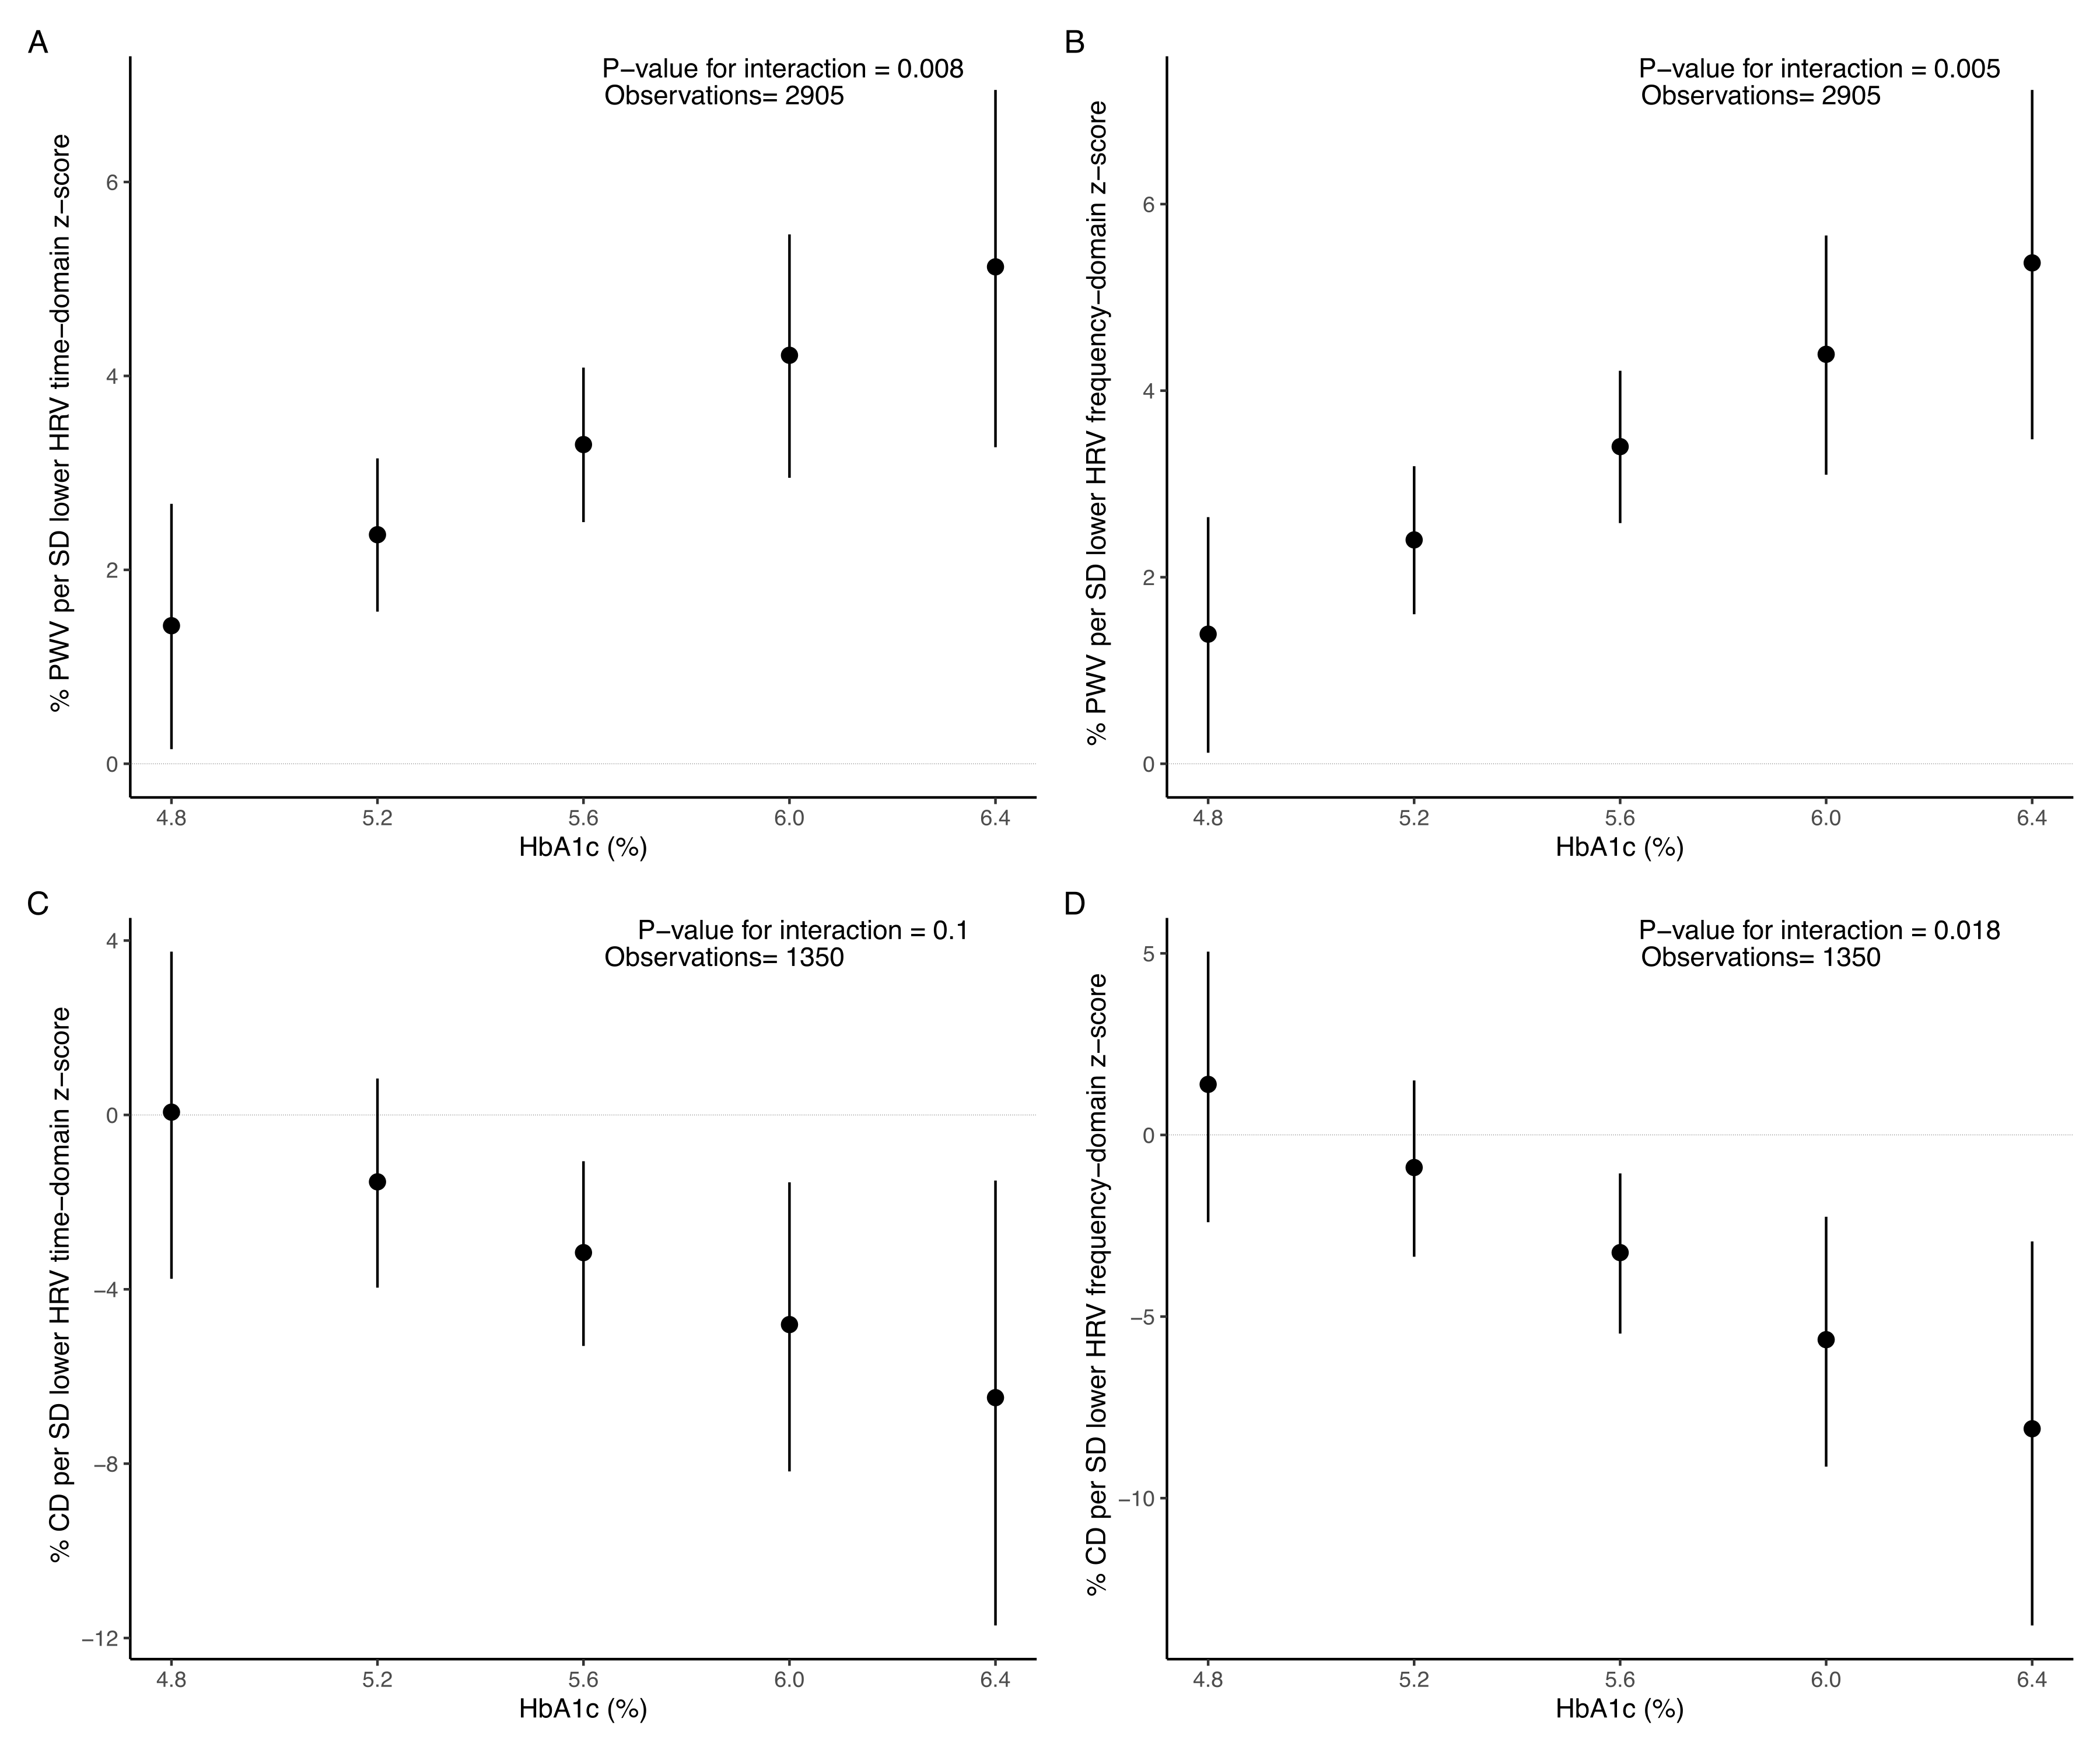 A
P−value for interaction = 0.008
Observations= 2905
% PWV per SD lower HRV time−domain z−score
6
4
2
0
4.8 5.2 5.6 6.0 6.4
HbA1c (%)
B
P−value for interaction = 0.005
Observations= 2905
% PWV per SD lower HRV frequency−domain z−score
6
4
2
0
4.8 5.2 5.6 6.0 6.4
HbA1c (%)
C
P−value for interaction = 0.1
Observations= 1350
% CD per SD lower HRV time−domain z−score
4
0
−4
−8
−12
4.8 5.2 5.6 6.0 6.4
HbA1c (%)
D
P−value for interaction = 0.018
Observations= 1350
% CD per SD lower HRV frequency−domain z−score
5
0
−5
−10
4.8 5.2 5.6 6.0 6.4
HbA1c (%)